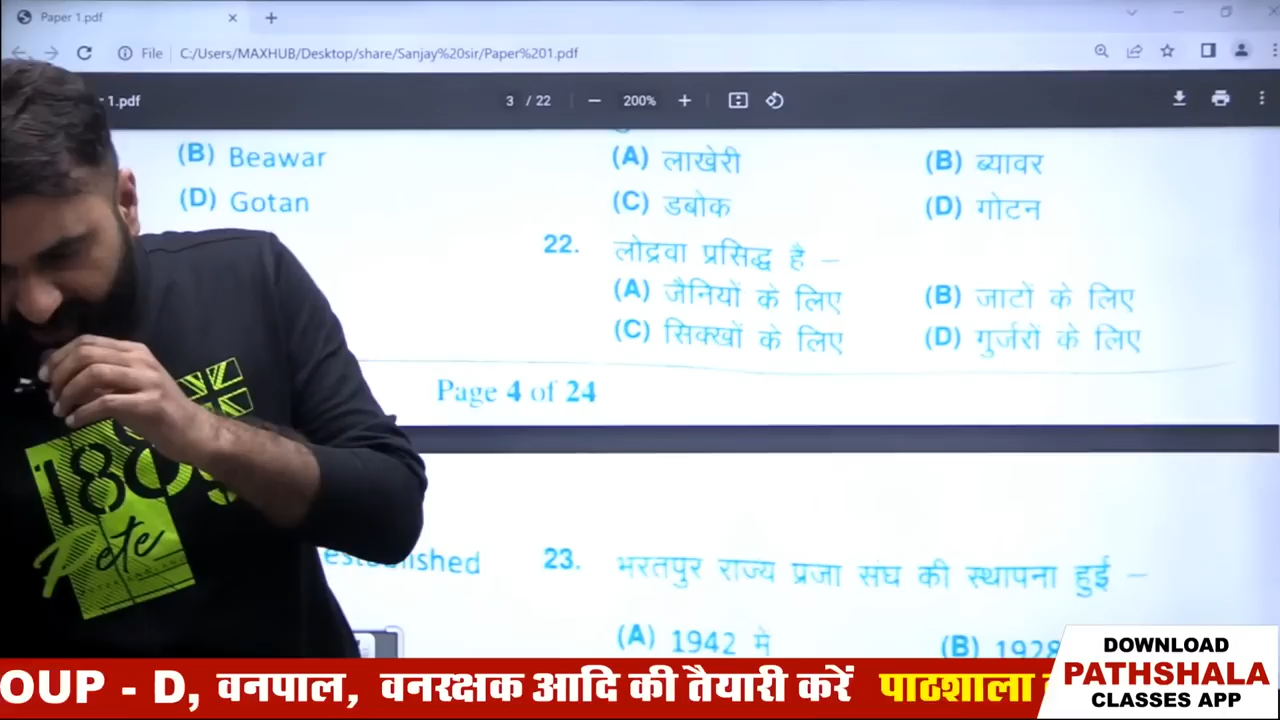 Paper 1.pdf
File C:/Users/MAXHUB/Desktop/share/Sanjay%20sir/Paper%201.pdf
1.pdf 3 / 22 200%
(B) Beawar
(D) Gotan
(A) लाखेरी (B) ब्यावर
(C) डबोक (D) गोटन
22. लोद्रवा प्रसिद्ध है –
(A) जैनियों के लिए (B) जाटों के लिए
(C) सिक्खों के लिए (D) गुर्जरों के लिए
Page 4 of 24
established
23. भरतपुर राज्य प्रजा संघ की स्थापना हुई –
(A) 1942 मे (B) 1928
188
Pete
OUP - D, वनपाल, वनरक्षक आदि की तैयारी करें पाठशाला
DOWNLOAD
PATHSHALA
CLASSES APP